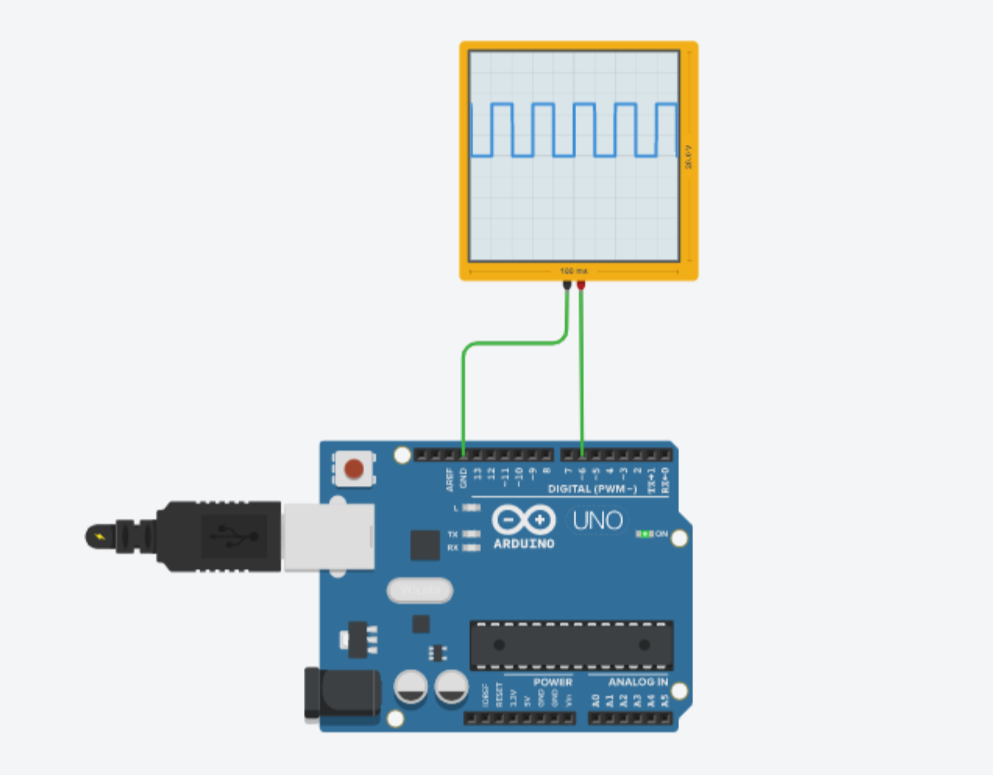 20.0 V
100 ms
AREF
GND
13
12
~11
~10
~9
8
7
~6
~5
4
~3
2
TX→1
RX←0
DIGITAL (PWM~)
L
TX
RX
UNO
ARDUINO
ON
POWER
ANALOG IN
IOREF
RESET
3.3V
5V
GND
GND
Vin
A0
A1
A2
A3
A4
A5